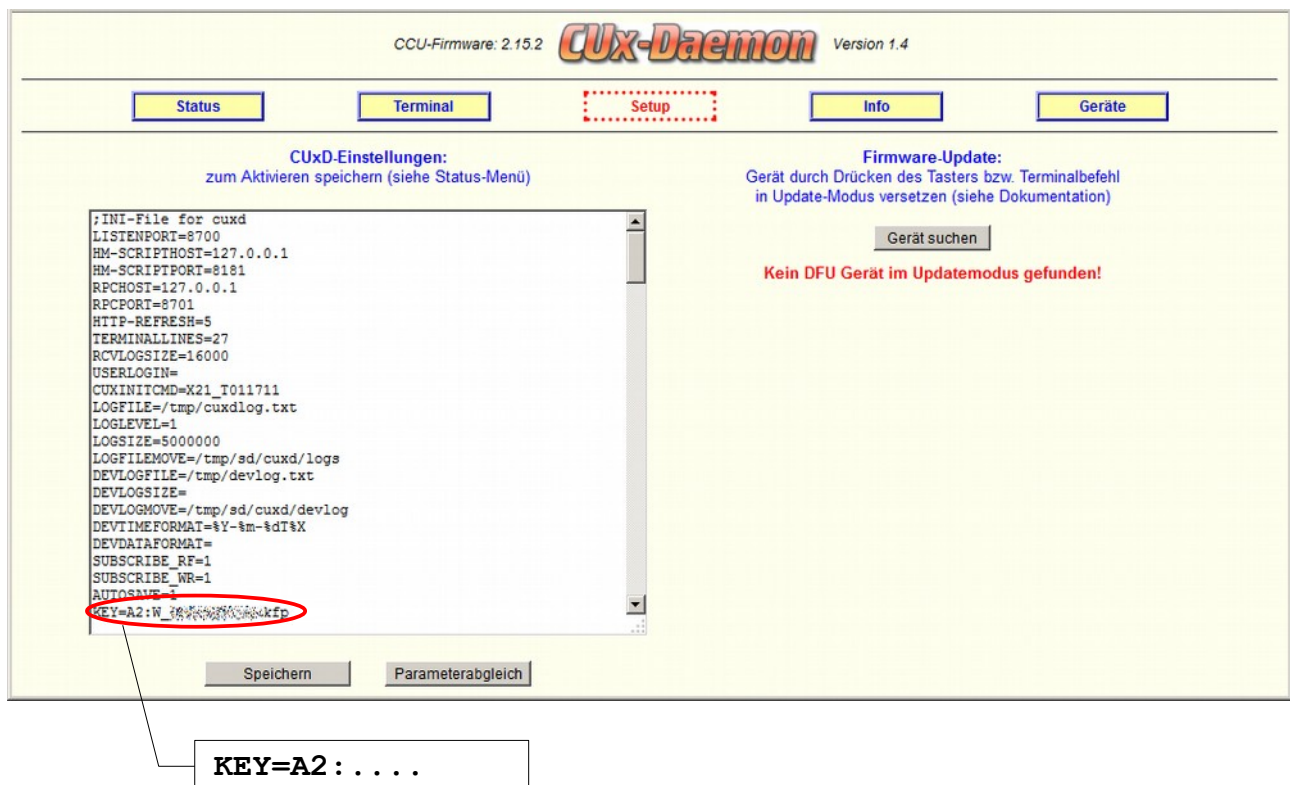 CCU-Firmware: 2.15.2 CUx-Daemon Version 1.4
Status Terminal Setup Info Geräte
CUxD-Einstellungen:
zum Aktivieren speichern (siehe Status-Menü)
;INI-File for cuxd
LISTENPORT=8700
HM-SCRIPTHOST=127.0.0.1
HM-SCRIPTPORT=8181
RPCHOST=127.0.0.1
RPCPORT=8701
HTTP-REFRESH=5
TERMINALLINES=27
RCVLOGSIZE=16000
USERLOGIN=
CUXINITCMD=X21_T011711
LOGFILE=/tmp/cuxdlog.txt
LOGLEVEL=1
LOGSIZE=5000000
LOGFILEMOVE=/tmp/sd/cuxd/logs
DEVLOGFILE=/tmp/devlog.txt
DEVLOGSIZE=
DEVLOGMOVE=/tmp/sd/cuxd/devlog
DEVTIMEFORMAT=%Y-%m-%dT%X
DEVDATAFORMAT=
SUBSCRIBE_RF=1
SUBSCRIBE_WR=1
AUTOSAVE=1
KEY=A2:W_ kfp
Speichern Parameterabgleich
Firmware-Update:
Gerät durch Drücken des Tasters bzw. Terminalbefehl
in Update-Modus versetzen (siehe Dokumentation)
Gerät suchen
Kein DFU Gerät im Updatemodus gefunden!
KEY=A2:....